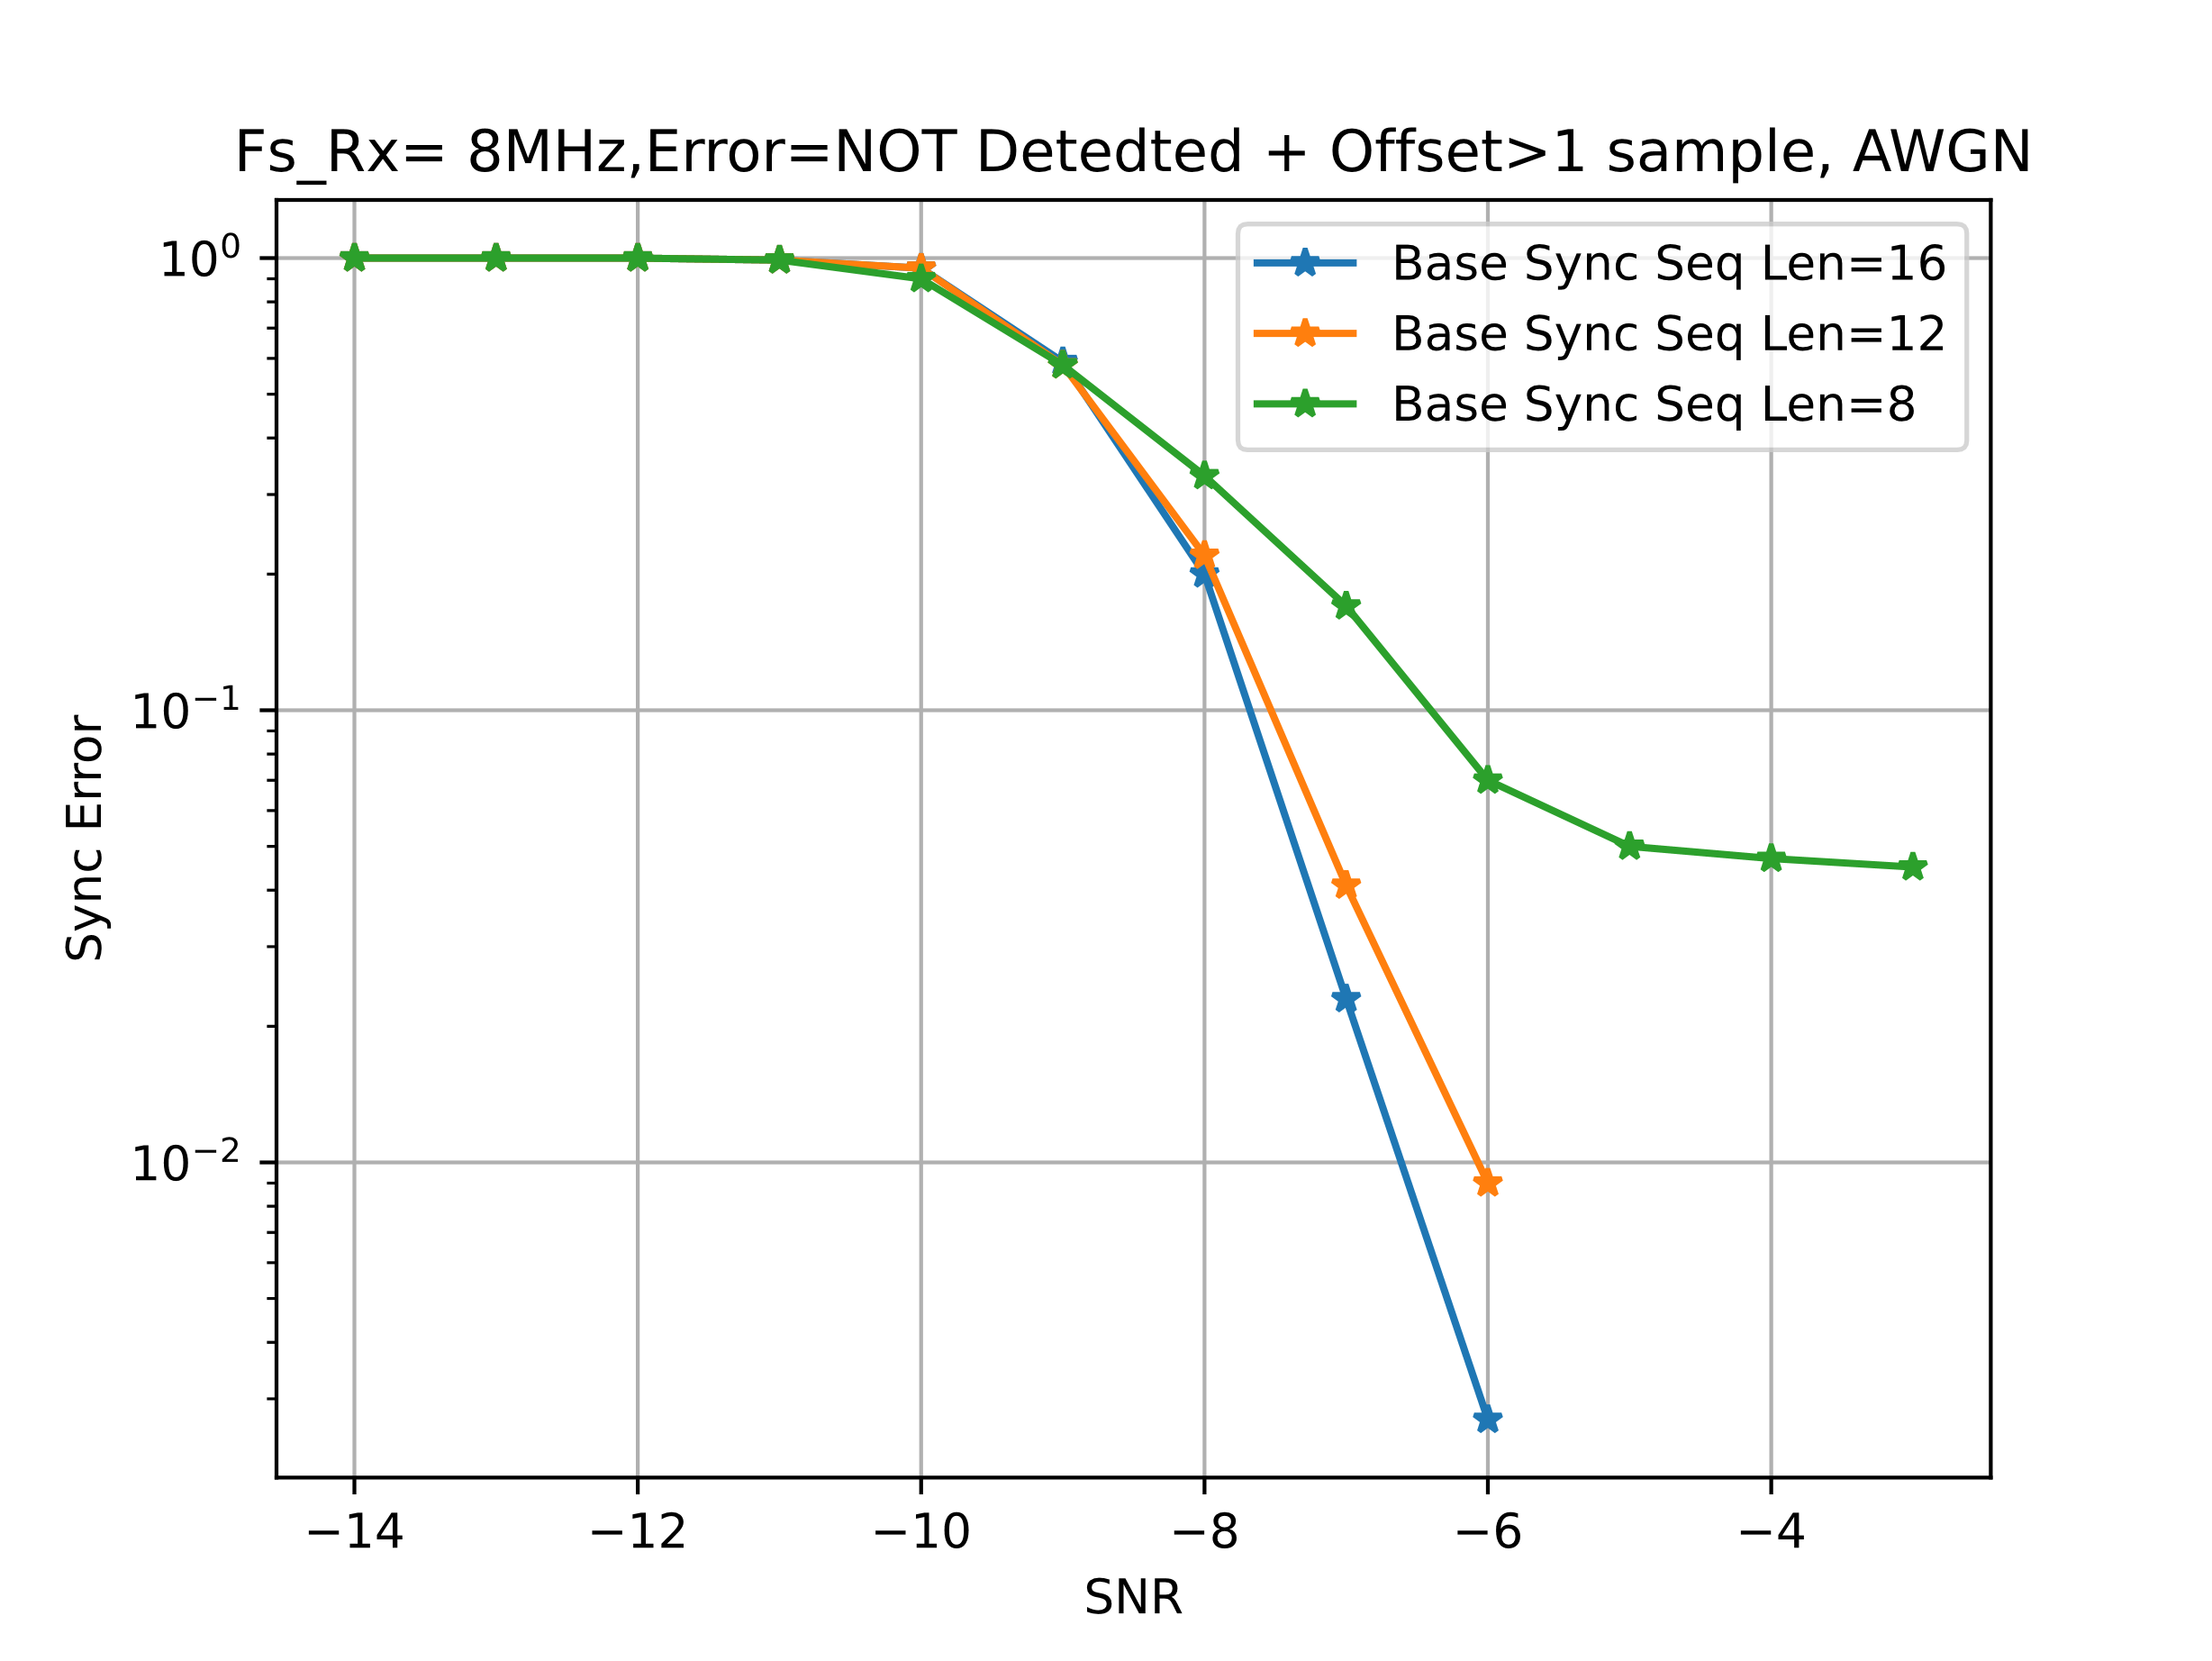 Fs_Rx= 8MHz,Error=NOT Detedted + Offset>1 sample, AWGN
Base Sync Seq Len=16
Base Sync Seq Len=12
Base Sync Seq Len=8
Sync Error
10⁰
10⁻¹
10⁻²
−14 −12 −10 −8 −6 −4
SNR